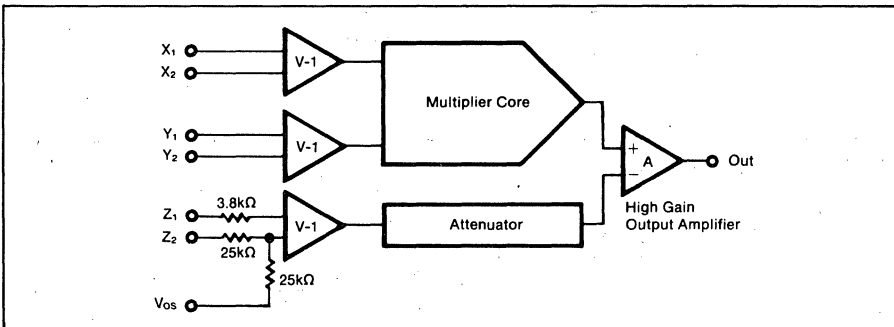 X₁
X₂
V-1
Multiplier Core
Y₁
Y₂
V-1
+
A
−
Out
High Gain
Output Amplifier
Z₁
3.8kΩ
Z₂
25kΩ
V-1
Attenuator
25kΩ
Vos